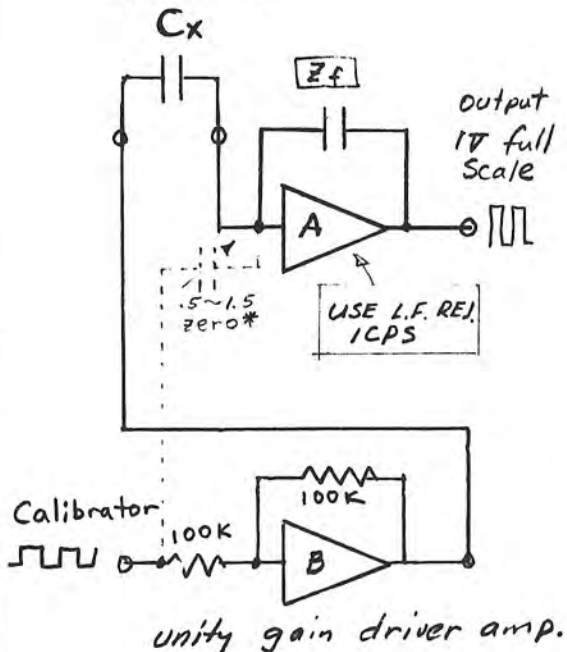 Cx
Zf
output
1V full
Scale
A
.5~1.5
zero*
USE L.F. REJ.
1CPS
100K
Calibrator
100K
B
unity gain driver amp.